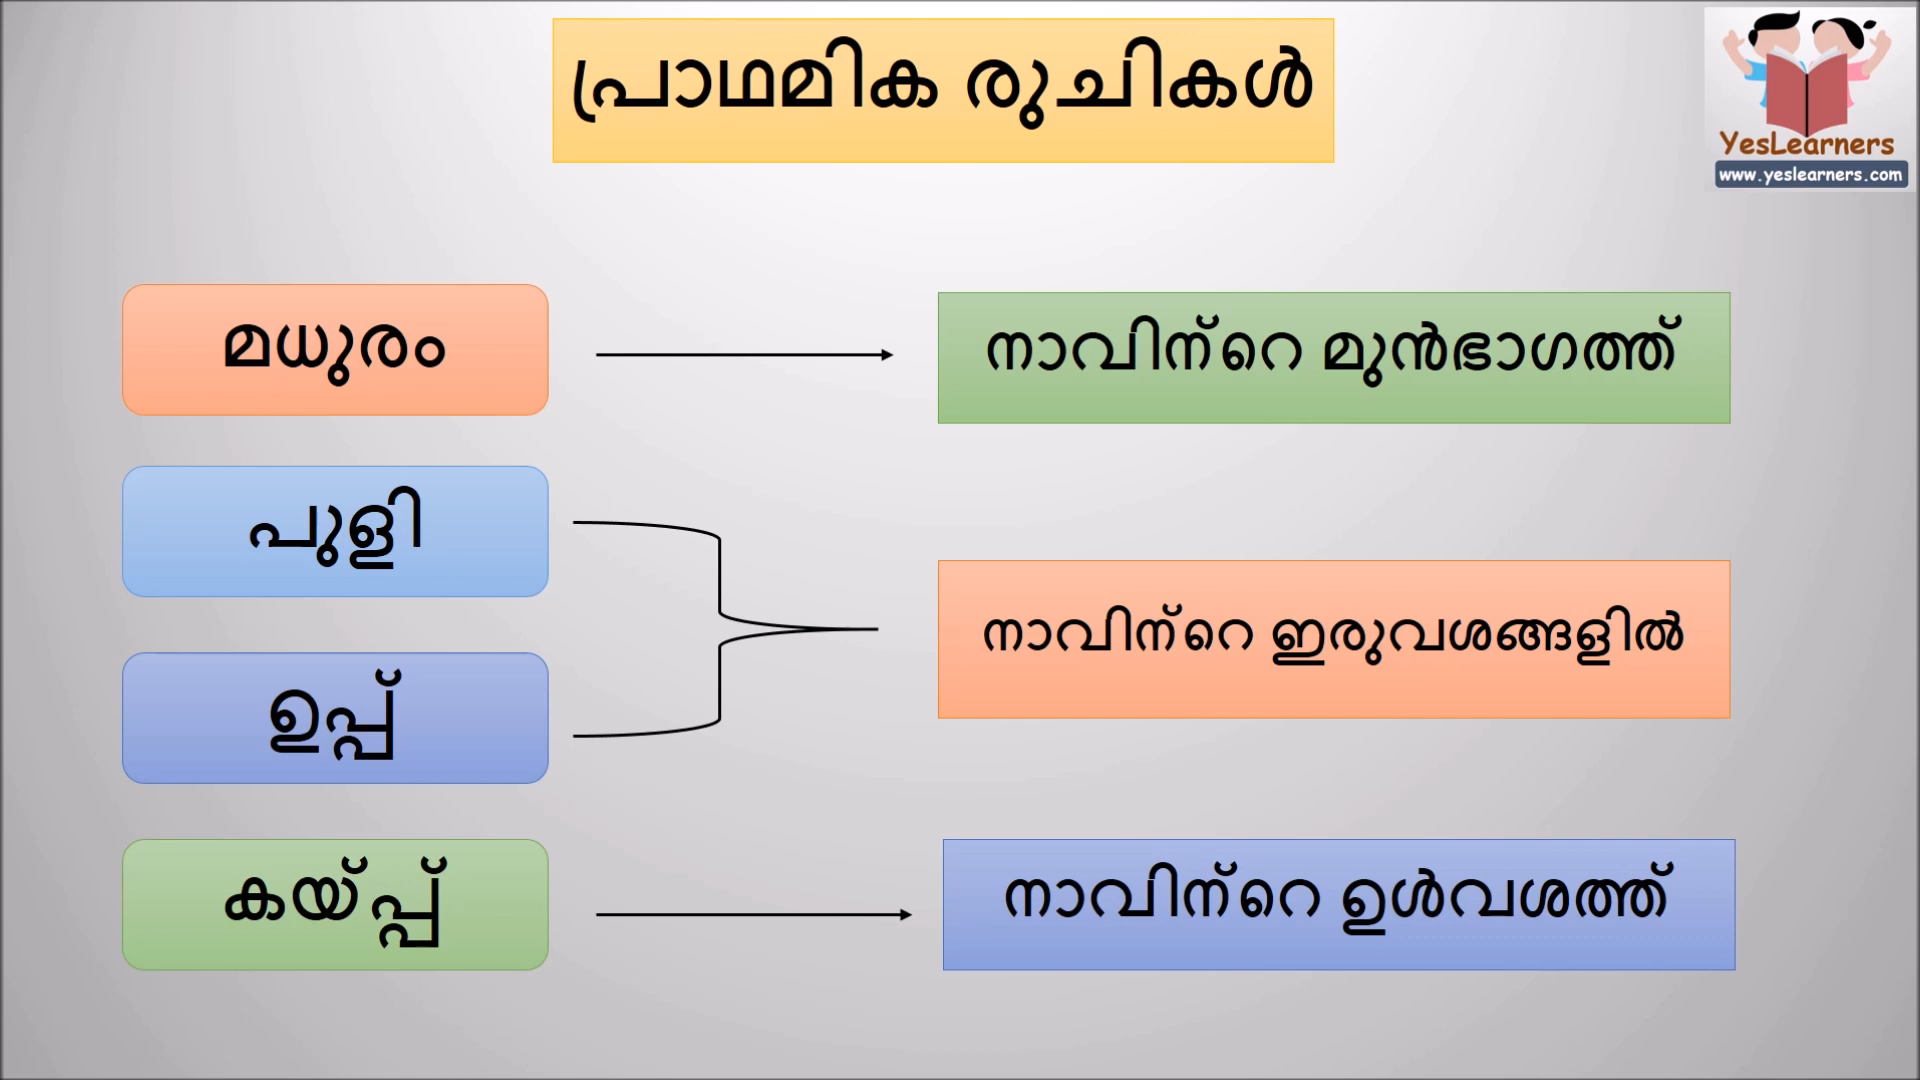 പ്രാഥമിക രുചികൾ
YesLearners
www.yeslearners.com
മധുരം
നാവിന്റെ മുൻഭാഗത്ത്
പുളി
നാവിന്റെ ഇരുവശങ്ങളിൽ
ഉപ്പ്
കയ്പ്പ്
നാവിന്റെ ഉൾവശത്ത്